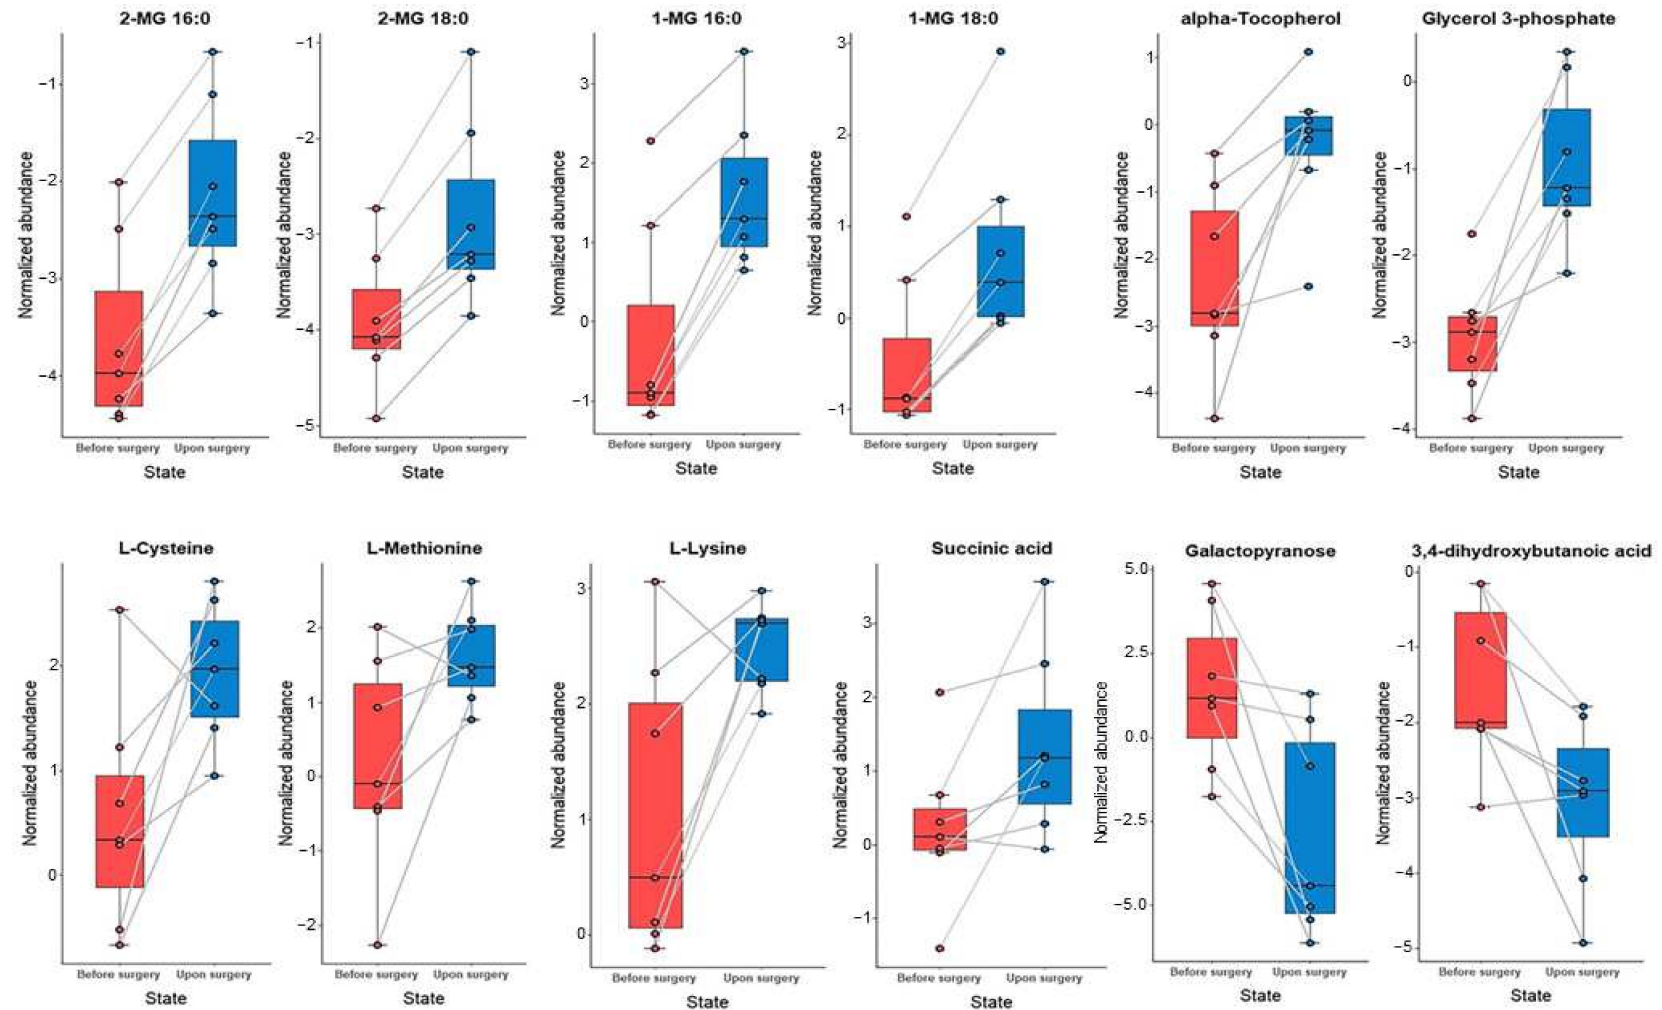 2-MG 16:0
Normalized abundance
−1
−2
−3
−4
Before surgery Upon surgery
State
2-MG 18:0
Normalized abundance
−1
−2
−3
−4
−5
Before surgery Upon surgery
State
1-MG 16:0
Normalized abundance
3
2
1
0
−1
Before surgery Upon surgery
State
1-MG 18:0
Normalized abundance
3
2
1
0
−1
Before surgery Upon surgery
State
alpha-Tocopherol
Normalized abundance
1
0
−1
−2
−3
−4
Before surgery Upon surgery
State
Glycerol 3-phosphate
Normalized abundance
0
−1
−2
−3
−4
Before surgery Upon surgery
State
L-Cysteine
Normalized abundance
2
1
0
Before surgery Upon surgery
State
L-Methionine
Normalized abundance
2
1
0
−1
−2
Before surgery Upon surgery
State
L-Lysine
Normalized abundance
3
2
1
0
Before surgery Upon surgery
State
Succinic acid
Normalized abundance
3
2
1
0
−1
Before surgery Upon surgery
State
Galactopyranose
Normalized abundance
5.0
2.5
0.0
−2.5
−5.0
Before surgery Upon surgery
State
3,4-dihydroxybutanoic acid
Normalized abundance
0
−1
−2
−3
−4
−5
Before surgery Upon surgery
State